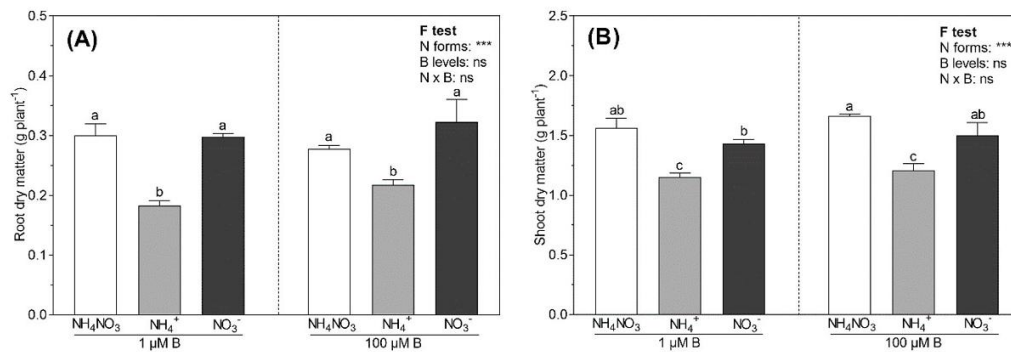 (A)
F test
N forms: ***
B levels: ns
N x B: ns
Root dry matter (g plant⁻¹)
0.5
0.4
0.3
0.2
0.1
0.0
a
b
a
a
b
a
NH₄NO₃ NH₄⁺ NO₃⁻ NH₄NO₃ NH₄⁺ NO₃⁻
1 µM B 100 µM B
(B)
F test
N forms: ***
B levels: ns
N x B: ns
Shoot dry matter (g plant⁻¹)
2.5
2.0
1.5
1.0
0.5
0.0
ab
c
b
a
c
ab
NH₄NO₃ NH₄⁺ NO₃⁻ NH₄NO₃ NH₄⁺ NO₃⁻
1 µM B 100 µM B